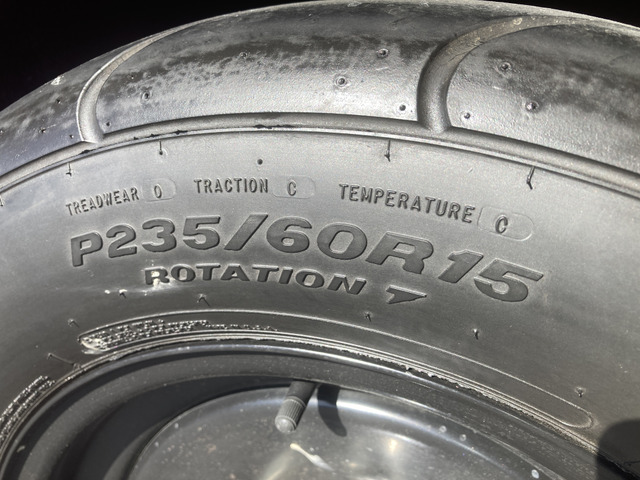 TREADWEAR 0 TRACTION C TEMPERATURE C
P235/60R15
ROTATION